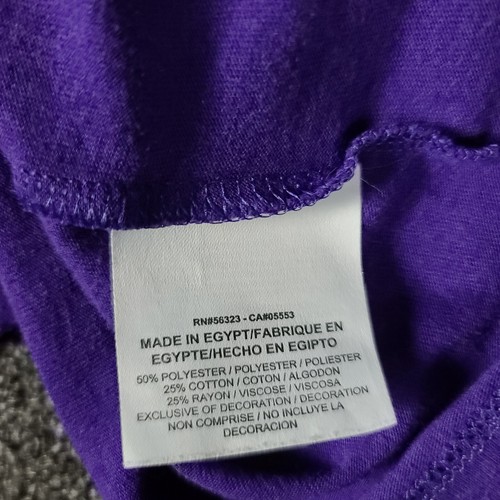 RN#56323 - CA#05553
MADE IN EGYPT/FABRIQUE EN
EGYPTE/HECHO EN EGIPTO
50% POLYESTER / POLYESTER / POLIESTER
25% COTTON / COTON / ALGODON
25% RAYON / VISCOSE / VISCOSA
EXCLUSIVE OF DECORATION / DECORATION
NON COMPRISE / NO INCLUYE LA
DECORACION